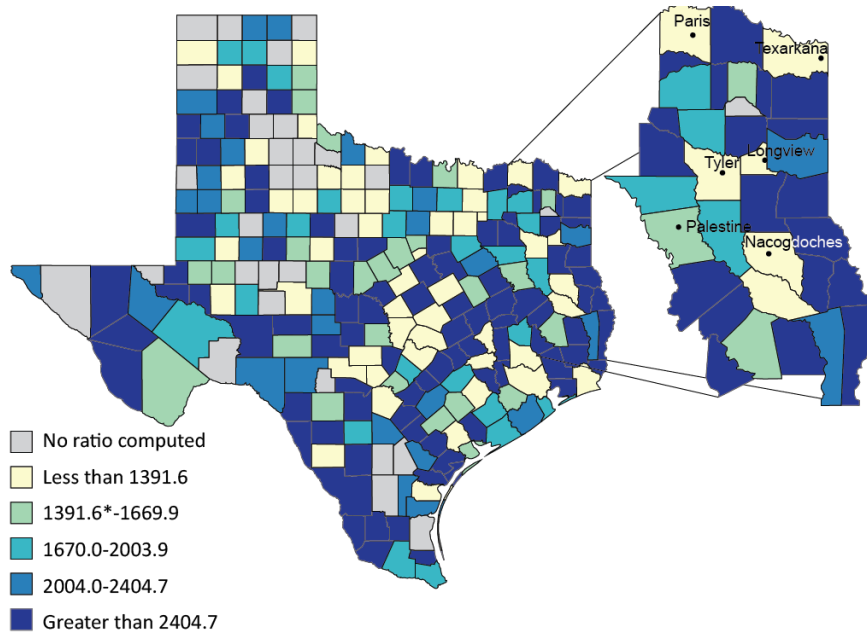 Paris
Texarkana
Longview
Tyler
Palestine
Nacogdoches
No ratio computed
Less than 1391.6
1391.6*-1669.9
1670.0-2003.9
2004.0-2404.7
Greater than 2404.7